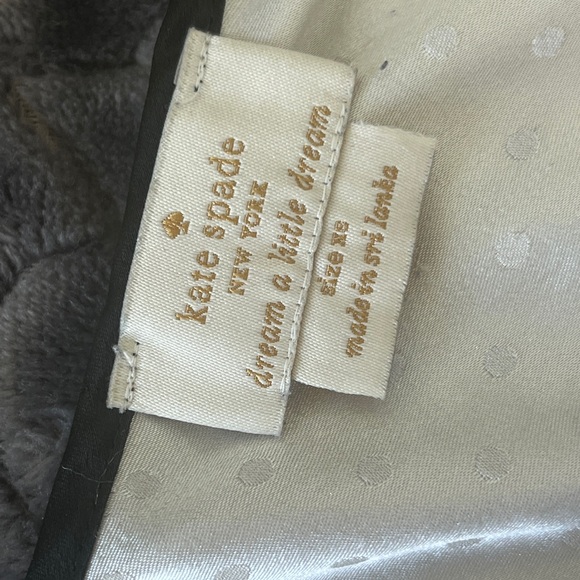 kate spade
NEW YORK
dream a little dream
size xs
made in sri lanka